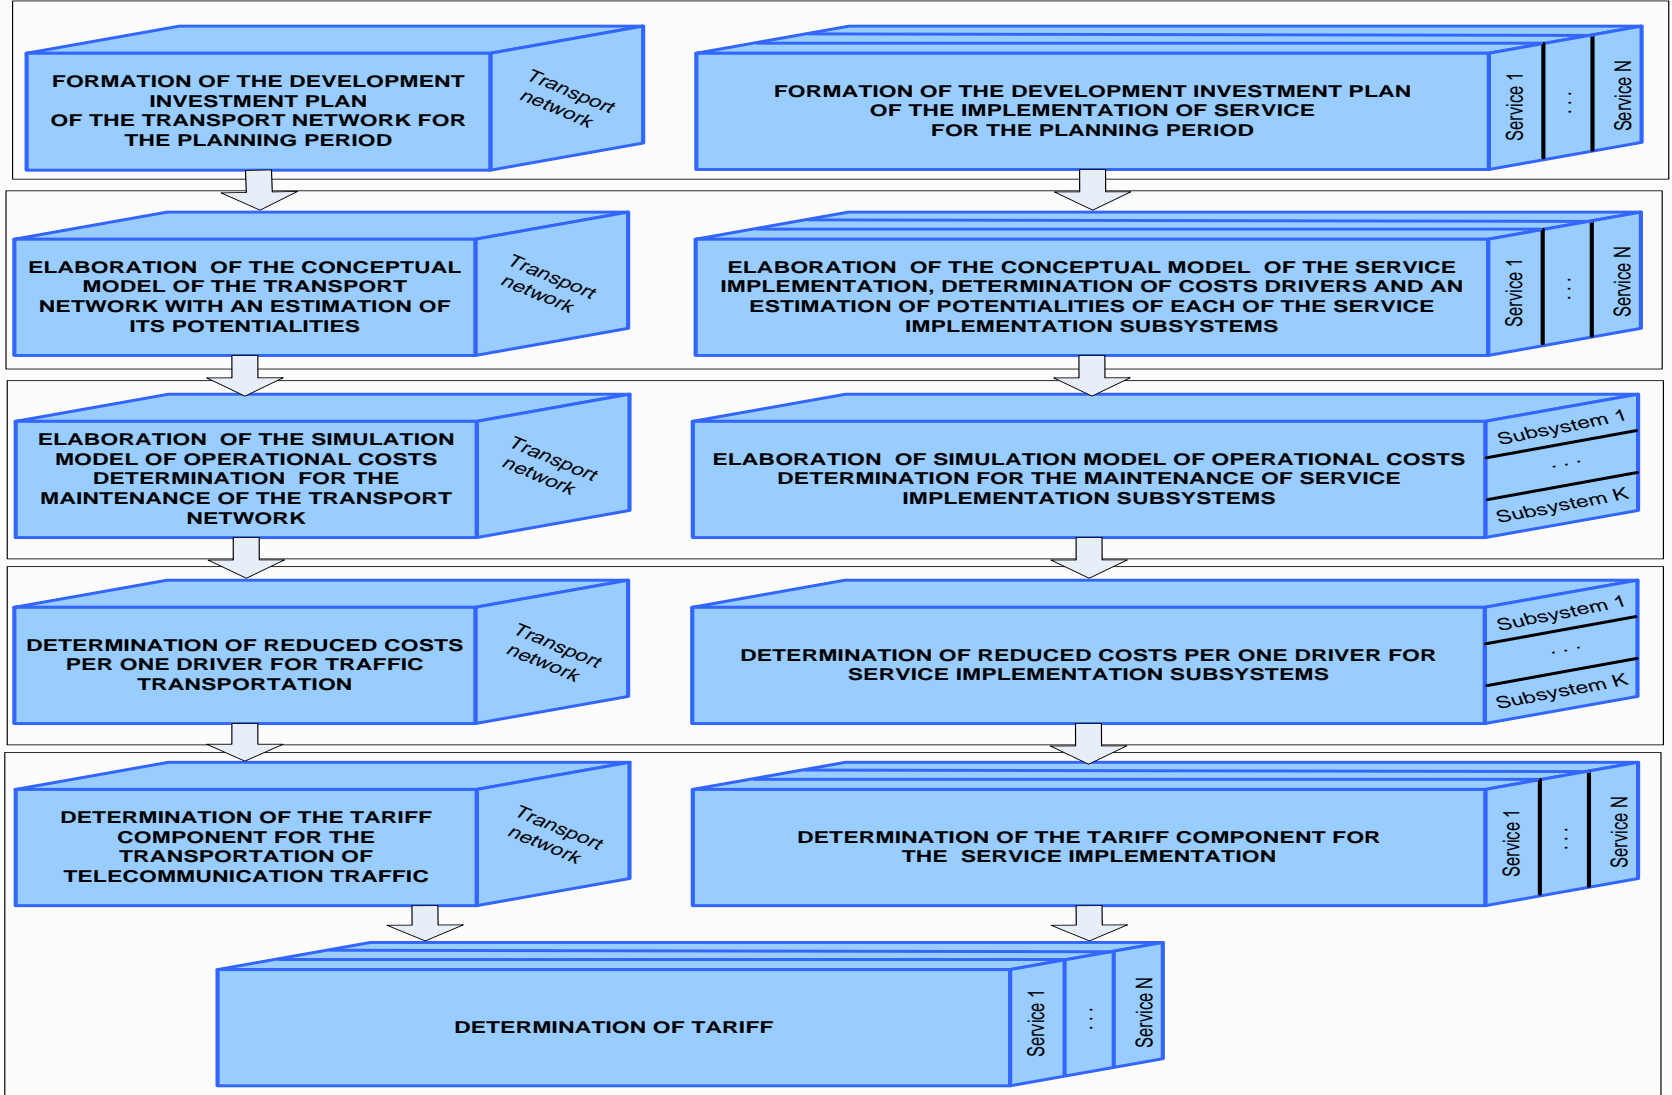 FORMATION OF THE DEVELOPMENT
INVESTMENT PLAN
OF THE TRANSPORT NETWORK FOR
THE PLANNING PERIOD
Transport
network
FORMATION OF THE DEVELOPMENT INVESTMENT PLAN
OF THE IMPLEMENTATION OF SERVICE
FOR THE PLANNING PERIOD
Service 1
...
Service N
ELABORATION OF THE CONCEPTUAL
MODEL OF THE TRANSPORT
NETWORK WITH AN ESTIMATION OF
ITS POTENTIALITIES
Transport
network
ELABORATION OF THE CONCEPTUAL MODEL OF THE SERVICE
IMPLEMENTATION, DETERMINATION OF COSTS DRIVERS AND AN
ESTIMATION OF POTENTIALITIES OF EACH OF THE SERVICE
IMPLEMENTATION SUBSYSTEMS
Service 1
...
Service N
ELABORATION OF THE SIMULATION
MODEL OF OPERATIONAL COSTS
DETERMINATION FOR THE
MAINTENANCE OF THE TRANSPORT
NETWORK
Transport
network
ELABORATION OF SIMULATION MODEL OF OPERATIONAL COSTS
DETERMINATION FOR THE MAINTENANCE OF SERVICE
IMPLEMENTATION SUBSYSTEMS
Subsystem 1
...
Subsystem K
DETERMINATION OF REDUCED COSTS
PER ONE DRIVER FOR TRAFFIC
TRANSPORTATION
Transport
network
DETERMINATION OF REDUCED COSTS PER ONE DRIVER FOR
SERVICE IMPLEMENTATION SUBSYSTEMS
Subsystem 1
...
Subsystem K
DETERMINATION OF THE TARIFF
COMPONENT FOR THE
TRANSPORTATION OF
TELECOMMUNICATION TRAFFIC
Transport
network
DETERMINATION OF THE TARIFF COMPONENT FOR
THE SERVICE IMPLEMENTATION
Service 1
...
Service N
DETERMINATION OF TARIFF
Service 1
...
Service N